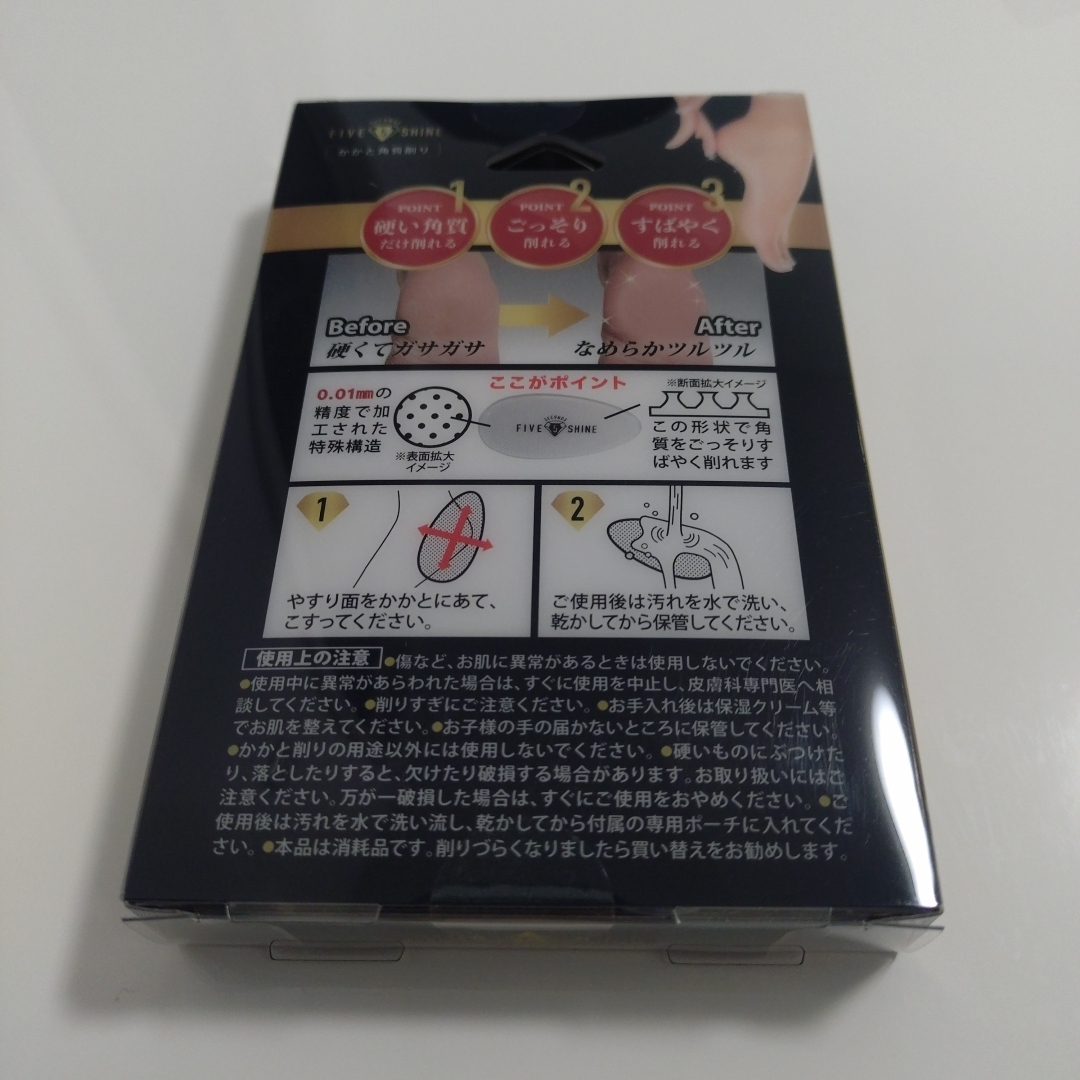 FIVE SHINE
かかと角質削り
POINT 1
硬い角質
だけ削れる
POINT 2
ごっそり
削れる
POINT 3
すばやく
削れる
Before
硬くてガサガサ
After
なめらかツルツル
ここがポイント
0.01㎜の
精度で加
工された
特殊構造
※表面拡大
イメージ
FIVE 5 SHINE
※断面拡大イメージ
この形状で角
質をごっそりす
ばやく削れます
1
やすり面をかかとにあて、
こすってください。
2
ご使用後は汚れを水で洗い、
乾かしてから保管してください。
使用上の注意 ●傷など、お肌に異常があるときは使用しないでください。
●使用中に異常があらわれた場合は、すぐに使用を中止し、皮膚科専門医へ相
談してください。●削りすぎにご注意ください。●お手入れ後は保湿クリーム等
でお肌を整えてください。●お子様の手の届かないところに保管してください。
●かかと削りの用途以外には使用しないでください。●硬いものにぶつけた
り、落としたりすると、欠けたり破損する場合があります。お取り扱いにはご
注意ください。万が一破損した場合は、すぐにご使用をおやめください。●ご
使用後は汚れを水で洗い流し、乾かしてから付属の専用ポーチに入れてくだ
さい。●本品は消耗品です。削りづらくなりましたら買い替えをお勧めします。